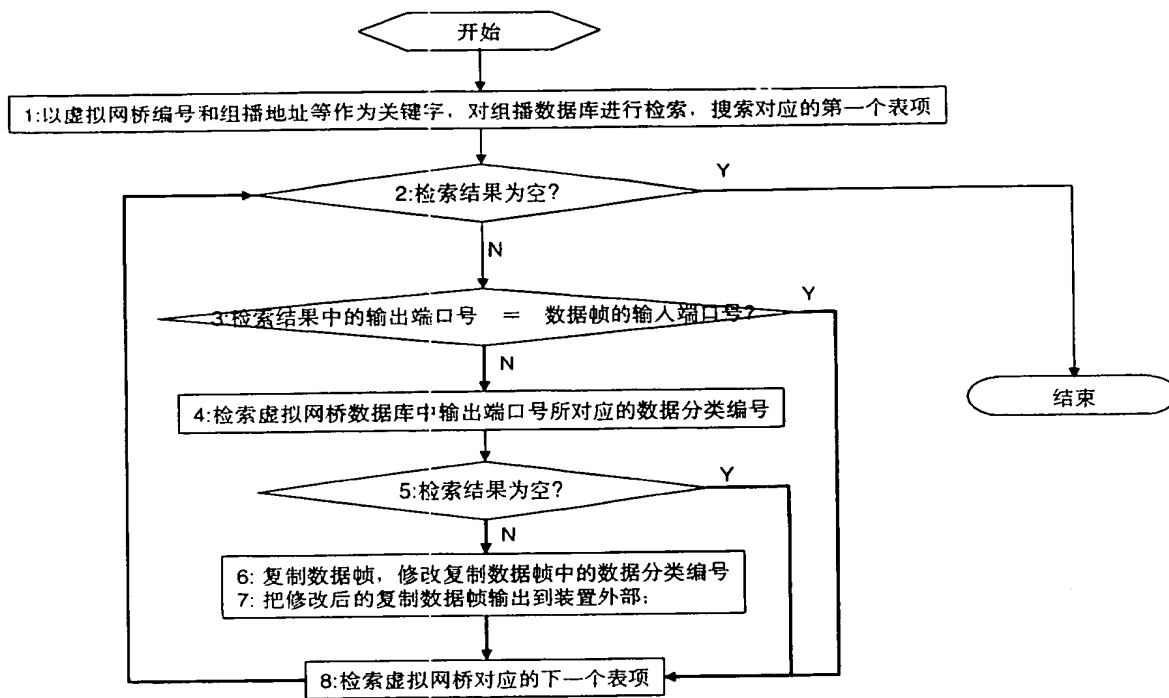 开始
1:以虚拟网桥编号和组播地址等作为关键字，对组播数据库进行检索，搜索对应的第一个表项
Y
2:检索结果为空?
N
Y
3:检索结果中的输出端口号 = 数据帧的输入端口号?
N
结束
4:检索虚拟网桥数据库中输出端口号所对应的数据分类编号
Y
5:检索结果为空?
N
6: 复制数据帧，修改复制数据帧中的数据分类编号
7: 把修改后的复制数据帧输出到装置外部;
8:检索虚拟网桥对应的下一个表项